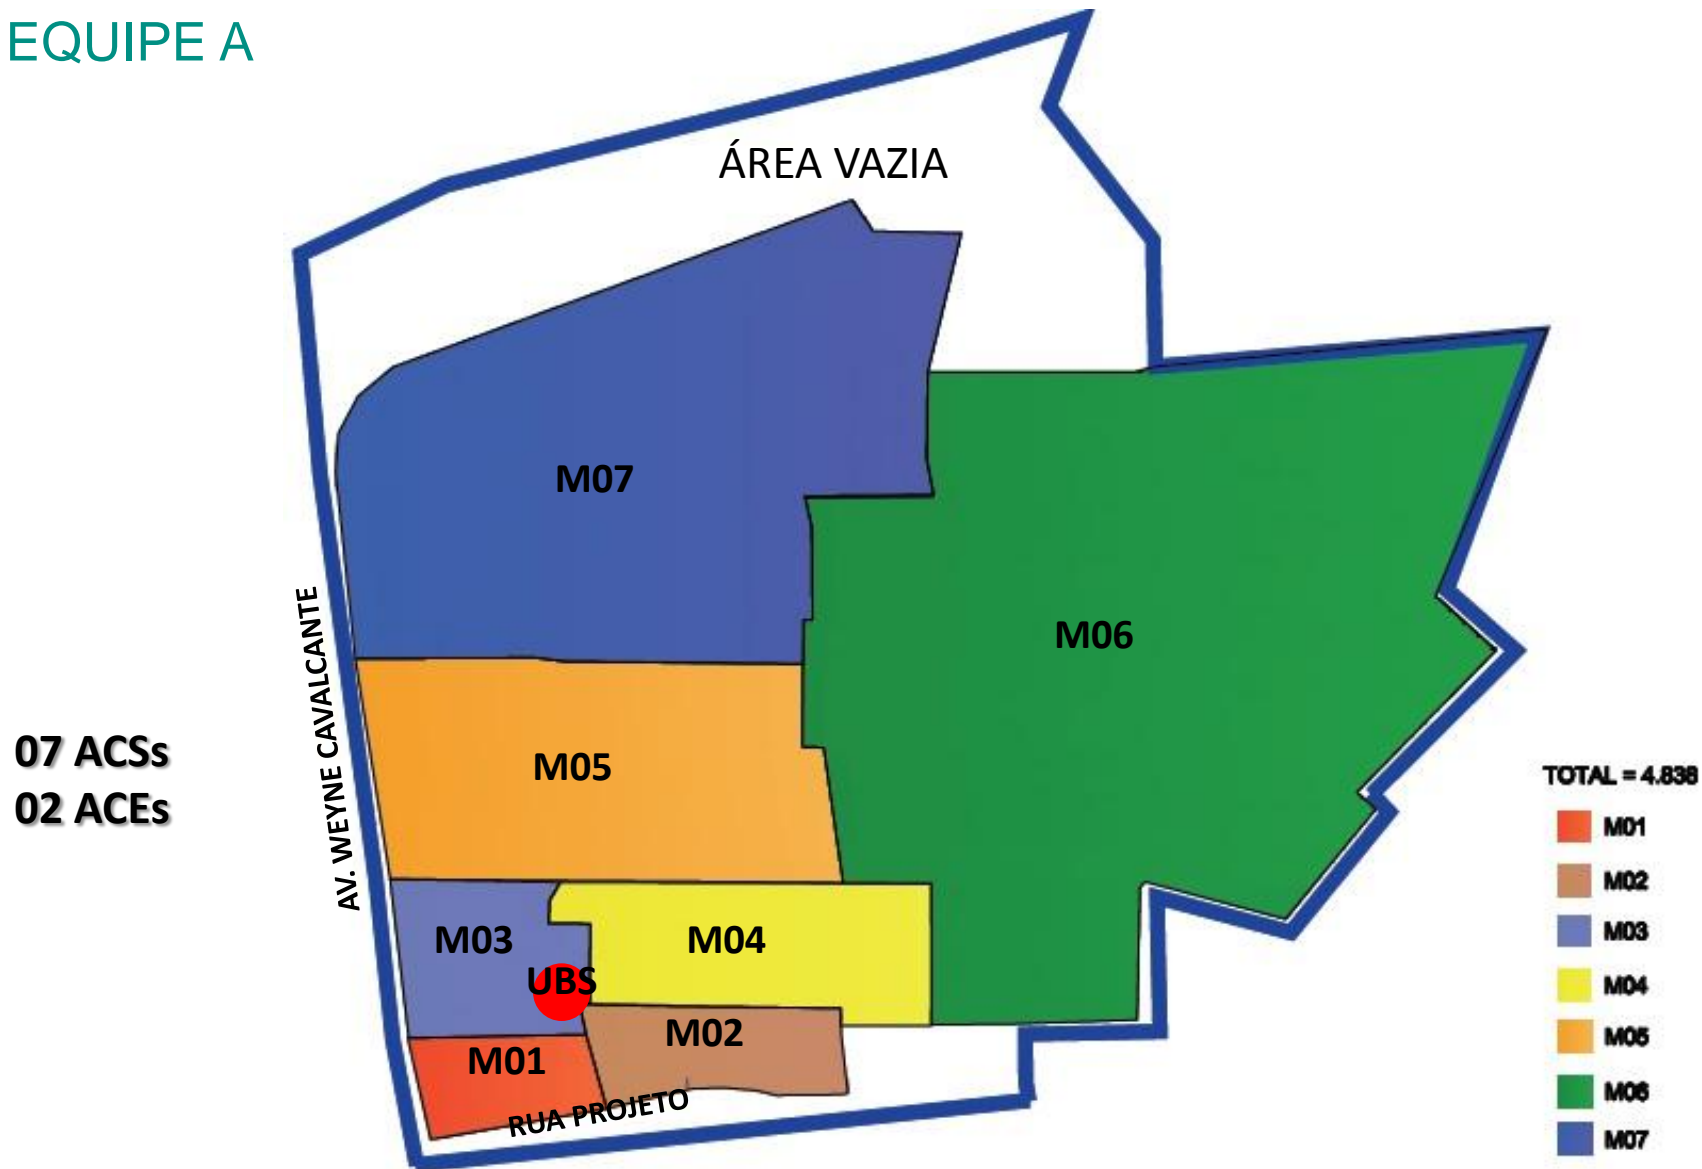 EQUIPE A
ÁREA VAZIA
M07
M06
AV. WEYNE CAVALCANTE
M05
07 ACSs
02 ACEs
M03
M04
UBS
M02
M01
RUA PROJETO
TOTAL = 4.838
M01
M02
M03
M04
M05
M06
M07